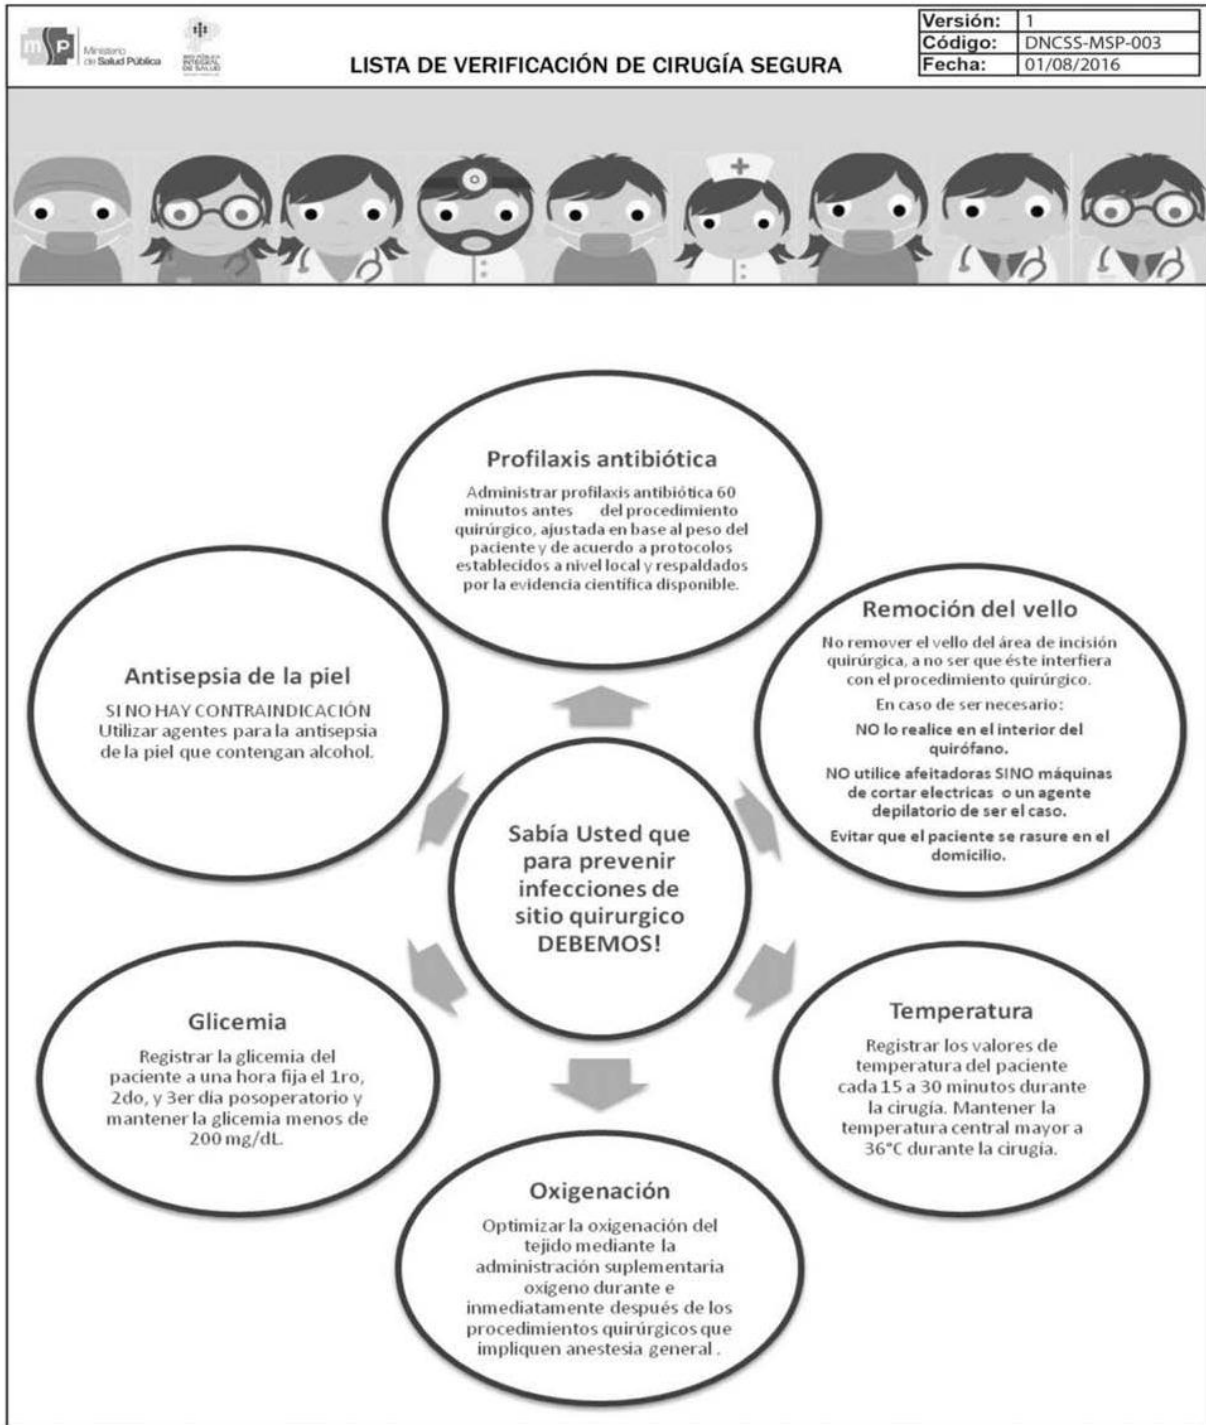 msp
Ministerio
de Salud Pública
LISTA DE VERIFICACIÓN DE CIRUGÍA SEGURA
Versión: 1
Código: DNCSS-MSP-003
Fecha: 01/08/2016
Profilaxis antibiótica
Administrar profilaxis antibiótica 60
minutos antes del procedimiento
quirúrgico, ajustada en base al peso del
paciente y de acuerdo a protocolos
establecidos a nivel local y respaldados
por la evidencia científica disponible.
Remoción del vello
No remover el vello del área de incisión
quirúrgica, a no ser que éste interfiera
con el procedimiento quirúrgico.
En caso de ser necesario:
NO lo realice en el interior del
quirófano.
NO utilice afeitadoras SINO máquinas
de cortar electricas o un agente
depilatorio de ser el caso.
Evitar que el paciente se rasure en el
domicilio.
Antisepsia de la piel
SI NO HAY CONTRAINDICACIÓN
Utilizar agentes para la antisepsia
de la piel que contengan alcohol.
Sabía Usted que
para prevenir
infecciones de
sitio quirurgico
DEBEMOS!
Glicemia
Registrar la glicemia del
paciente a una hora fija el 1ro,
2do, y 3er día posoperatorio y
mantener la glicemia menos de
200 mg/dL.
Temperatura
Registrar los valores de
temperatura del paciente
cada 15 a 30 minutos durante
la cirugía. Mantener la
temperatura central mayor a
36°C durante la cirugía.
Oxigenación
Optimizar la oxigenación del
tejido mediante la
administración suplementaria
oxígeno durante e
inmediatamente después de los
procedimientos quirúrgicos que
impliquen anestesia general .